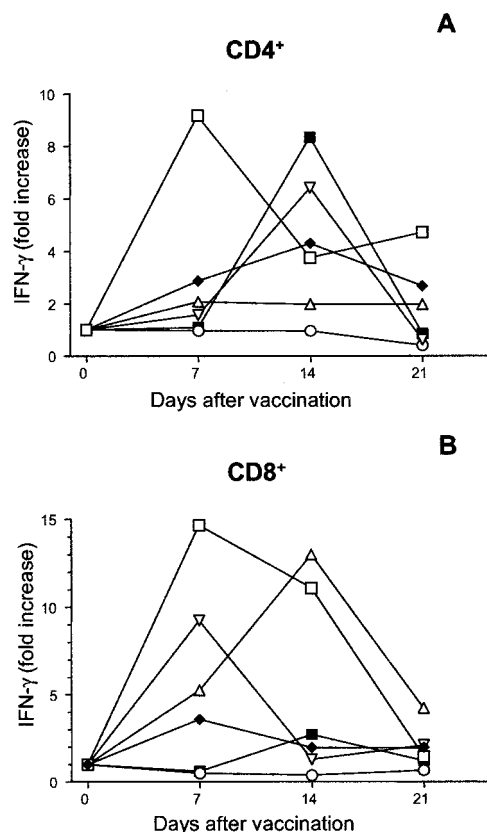 A
CD4⁺
10
8
6
4
2
0
IFN-γ (fold increase)
0 7 14 21
Days after vaccination
B
CD8⁺
15
10
5
0
IFN-γ (fold increase)
0 7 14 21
Days after vaccination